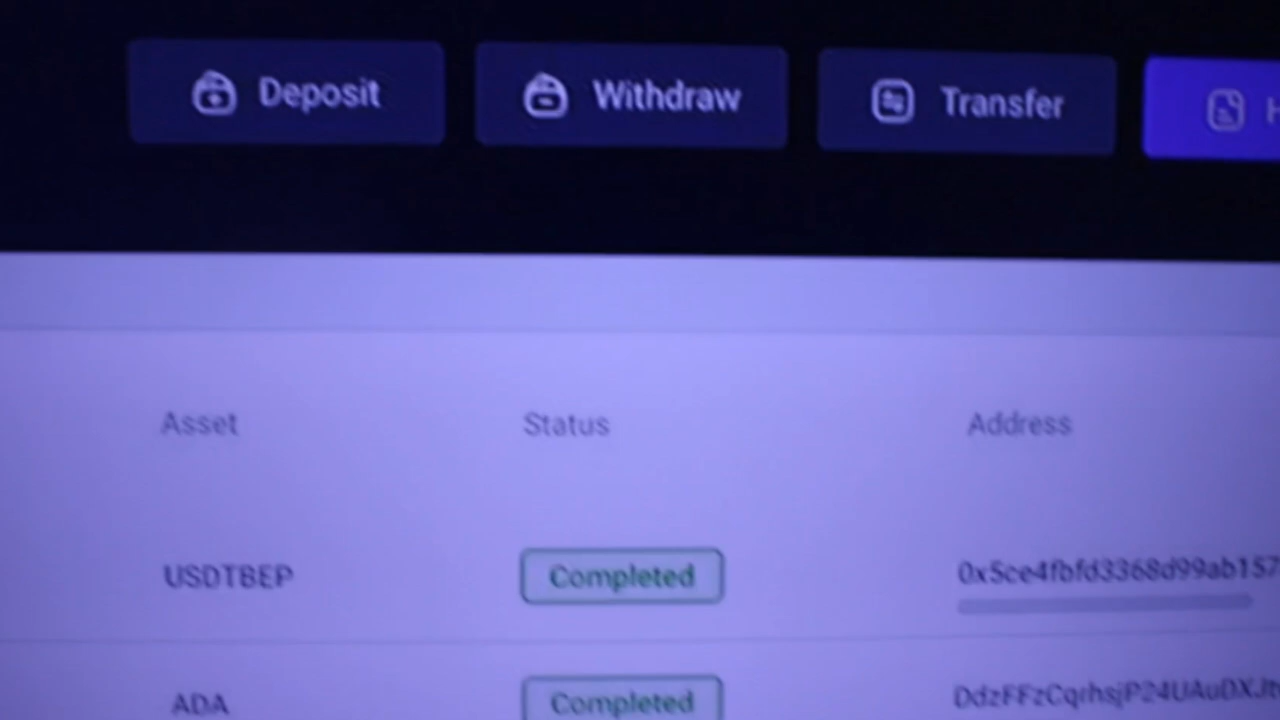 Deposit
Withdraw
Transfer
Asset
Status
Address
USDTBEP
Completed
0x5ce4fbfd3368d99ab157
ADA
Completed
DdzFFzCqrhsjP24UAuDXJt